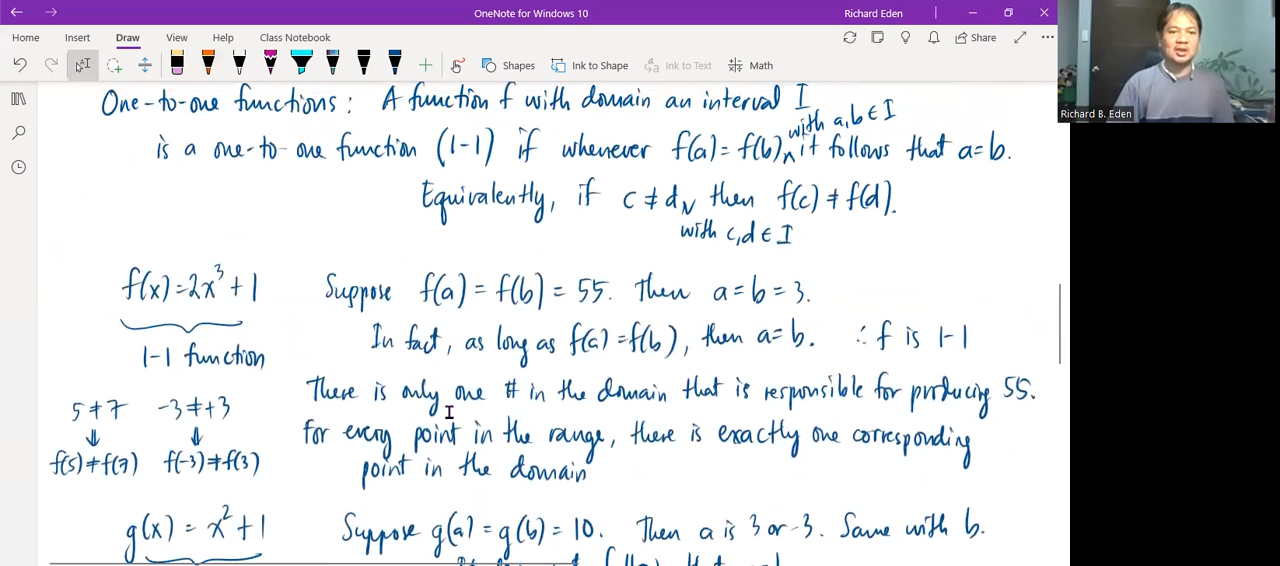 OneNote for Windows 10
Richard Eden
Home
Insert
Draw
View
Help
Class Notebook
Share
Shapes
Ink to Shape
Ink to Text
Math
Richard B. Eden
One-to-one functions: A function f with domain an interval I
with a,b ∈ I
is a one-to-one function (1-1) if whenever f(a)=f(b)^ it follows that a=b.
Equivalently, if c ≠ d then f(c) ≠ f(d).
with c,d ∈ I
f(x)=2x³+1
Suppose f(a) = f(b) = 55. Then a=b=3.
1-1 function
In fact, as long as f(a)=f(b), then a=b. ∴ f is 1-1
There is only one # in the domain that is responsible for producing 55.
5≠7 -3≠+3
⇓ ⇓
For every point in the range, there is exactly one corresponding
f(5)≠f(7) f(-3)≠f(3)
point in the domain
g(x) = x²+1
Suppose g(a) = g(b) = 10. Then a is 3 or -3. Same with b.